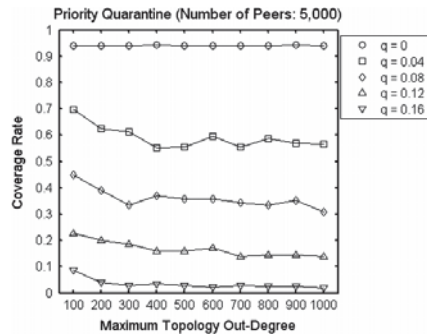 Priority Quarantine (Number of Peers: 5,000)
1
0.9
0.8
0.7
0.6
0.5
0.4
0.3
0.2
0.1
0
Coverage Rate
100 200 300 400 500 600 700 800 900 1000
Maximum Topology Out-Degree
q = 0
q = 0.04
q = 0.08
q = 0.12
q = 0.16